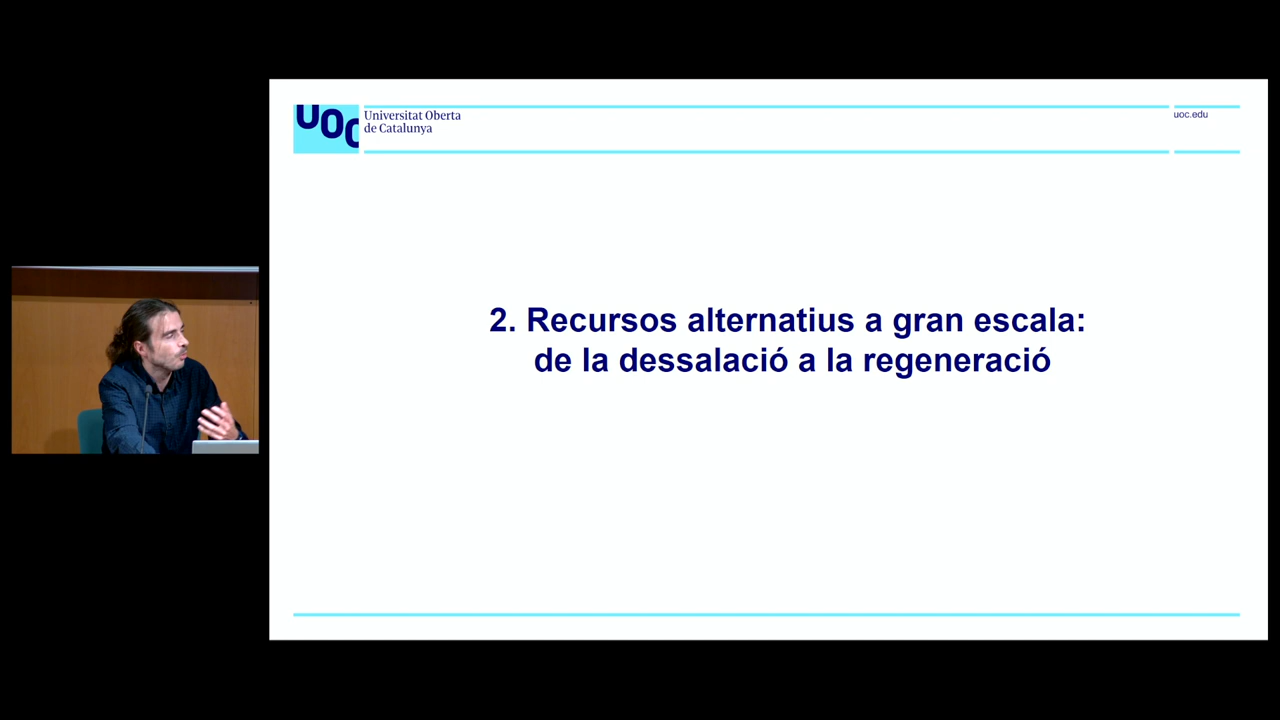 UOC
Universitat Oberta
de Catalunya
uoc.edu
2. Recursos alternatius a gran escala:
de la dessalació a la regeneració